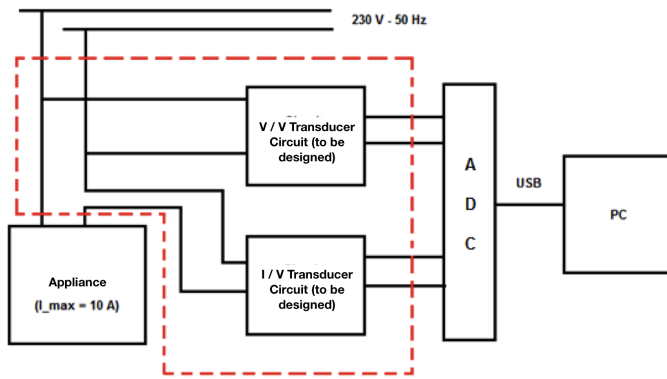 230 V - 50 Hz
V / V Transducer
Circuit (to be
designed)
A
D
C
USB
PC
Appliance
(I_max = 10 A)
I / V Transducer
Circuit (to be
designed)